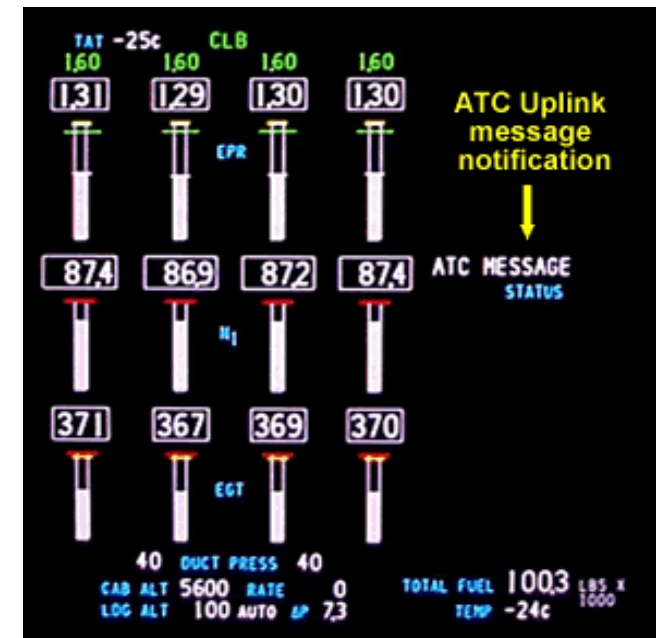 TAT -25c CLB
1,60 1,60 1,60 1,60
1,31 1,29 1,30 1,30
ATC Uplink
message
notification
EPR
87,4 86,9 87,2 87,4 ATC MESSAGE
STATUS
N1
371 367 369 370
EGT
40 DUCT PRESS 40
CAB ALT 5600 RATE 0 TOTAL FUEL 100,3 LBS X
1000
LDG ALT 100 AUTO ΔP 7,3 TEMP -24c